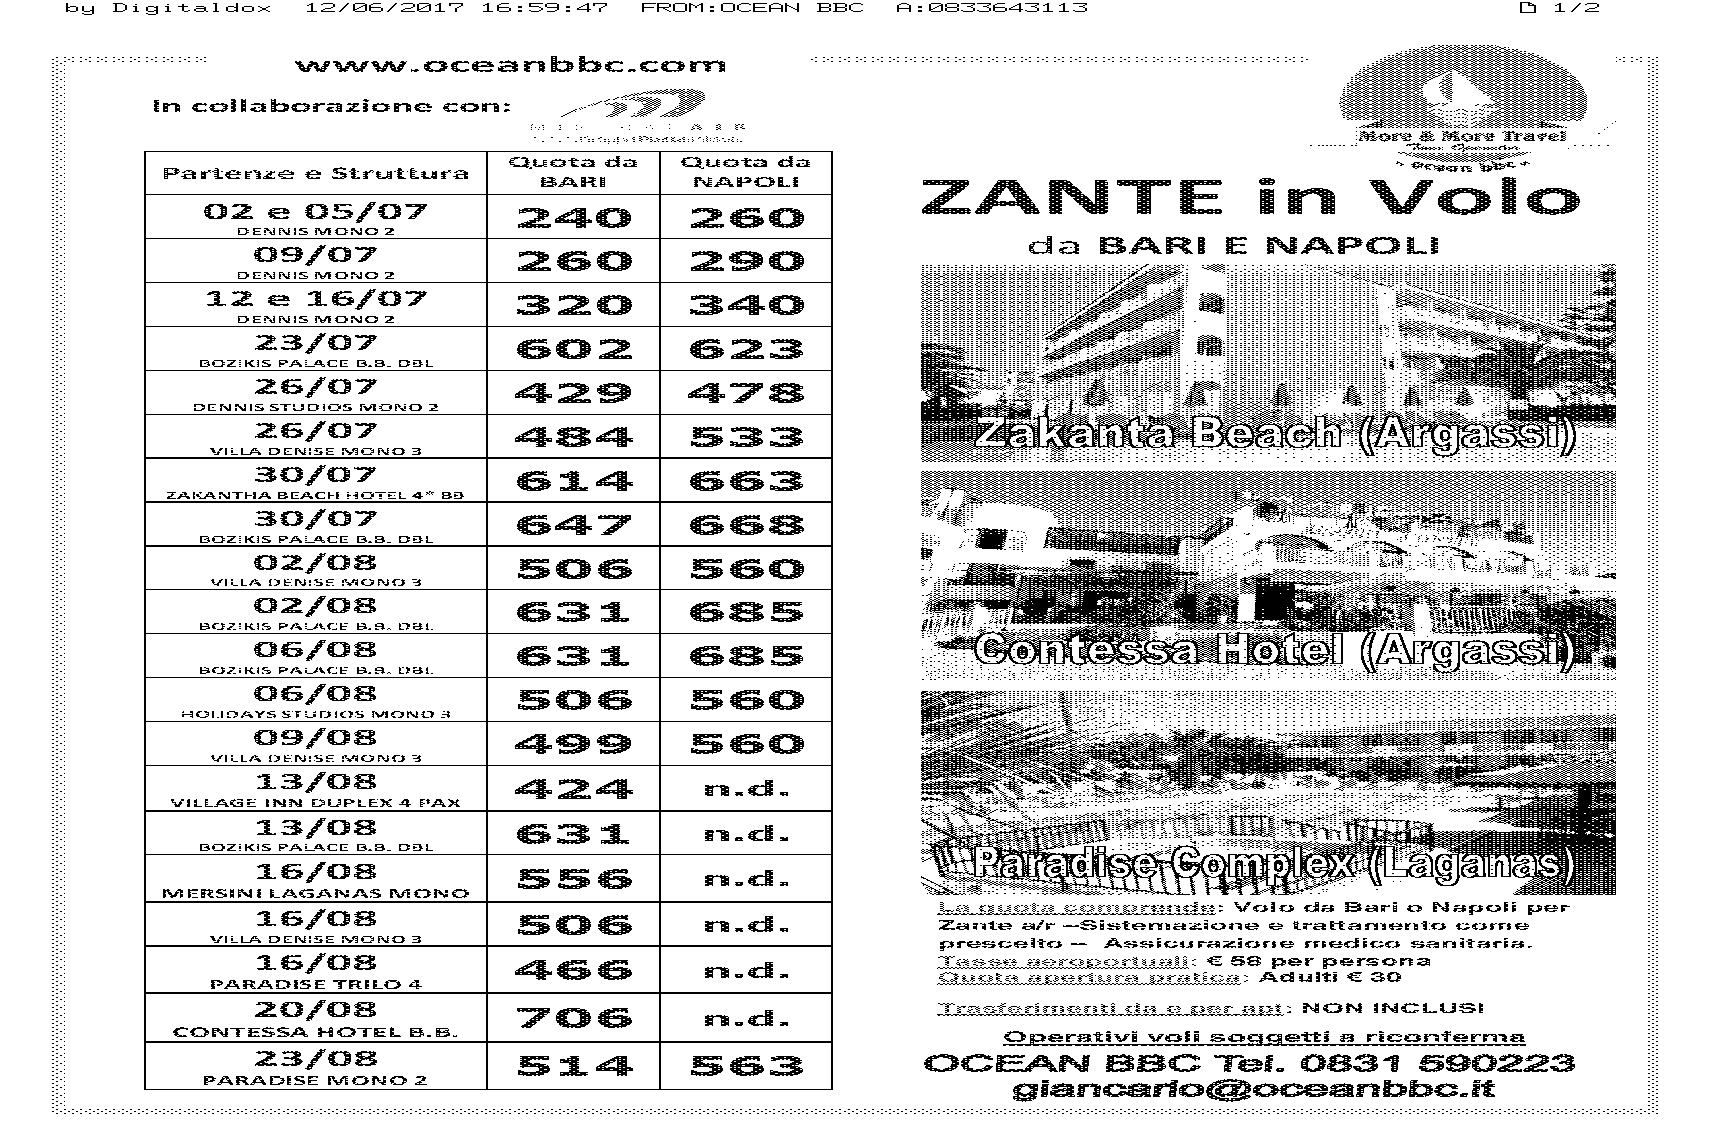 by Digitaldox 12/06/2017 16:59:47 FROM:OCEAN BBC A:0833643113 1/2
www.oceanbbc.com
In collaborazione con:
Partenze e Struttura Quota da BARI Quota da NAPOLI
02 e 05/07 240 260
DENNIS MONO 2
09/07 260 290
DENNIS MONO 2
12 e 16/07 320 340
DENNIS MONO 2
23/07 602 623
BOZIKIS PALACE B.B. DBL
26/07 429 478
DENNIS STUDIOS MONO 2
26/07 484 533
VILLA DENISE MONO 3
30/07 614 663
ZAKANTHA BEACH HOTEL 4* BB
30/07 647 668
BOZIKIS PALACE B.B. DBL
02/08 506 560
VILLA DENISE MONO 3
02/08 631 685
BOZIKIS PALACE B.B. DBL
06/08 631 685
BOZIKIS PALACE B.B. DBL
06/08 506 560
HOLIDAYS STUDIOS MONO 3
09/08 499 560
VILLA DENISE MONO 3
13/08 424 n.d.
VILLAGE INN DUPLEX 4 PAX
13/08 631 n.d.
BOZIKIS PALACE B.B. DBL
16/08 556 n.d.
MERSINI LAGANAS MONO
16/08 506 n.d.
VILLA DENISE MONO 3
16/08 466 n.d.
PARADISE TRILO 4
20/08 706 n.d.
CONTESSA HOTEL B.B.
23/08 514 563
PARADISE MONO 2
More & More Travel
Tour Operator
"Ocean bbc"
ZANTE in Volo
da BARI E NAPOLI
Zakanta Beach (Argassi)
Contessa Hotel (Argassi)
Paradise Complex (Laganas)
La quota comprende: Volo da Bari o Napoli per
Zante a/r –Sistemazione e trattamento come
prescelto – Assicurazione medico sanitaria.
Tasse aeroportuali: € 58 per persona
Quota apertura pratica: Adulti € 30
Trasferimenti da e per apt: NON INCLUSI
Operativi voli soggetti a riconferma
OCEAN BBC Tel. 0831 590223
giancarlo@oceanbbc.it